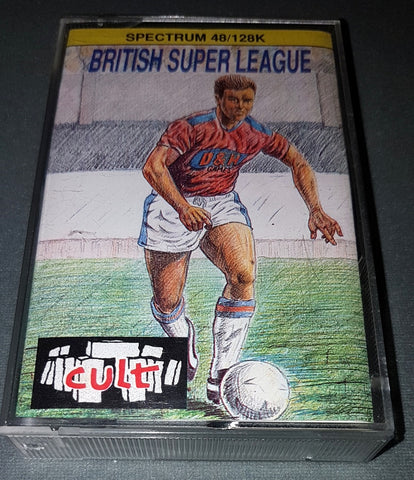 SPECTRUM 48/128K
BRITISH SUPER LEAGUE
CULT